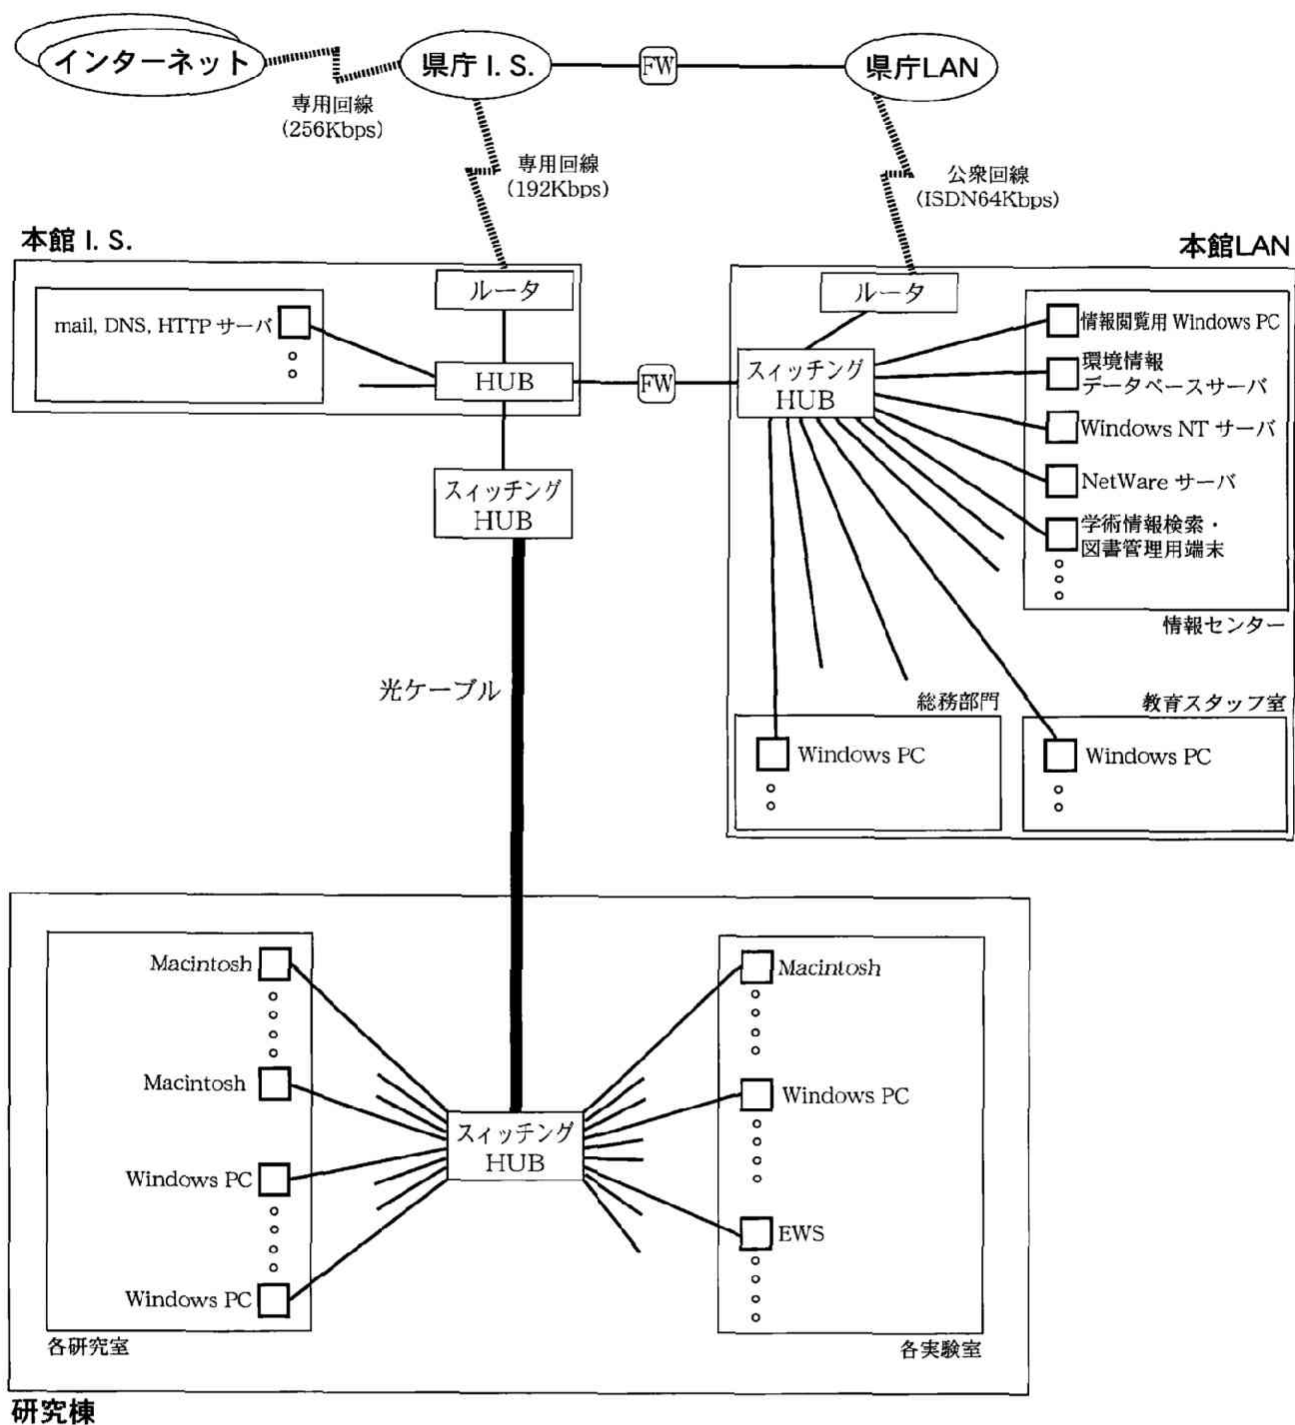 インターネット
県庁 I. S.
FW
県庁LAN
専用回線
(256Kbps)
専用回線
(192Kbps)
公衆回線
(ISDN64Kbps)
本館 I. S.
本館LAN
ルータ
ルータ
mail, DNS, HTTP サーバ
HUB
FW
スィッチング
HUB
情報閲覧用 Windows PC
環境情報
データベースサーバ
Windows NT サーバ
NetWare サーバ
学術情報検索・
図書管理用端末
情報センター
スィッチング
HUB
光ケーブル
総務部門
教育スタッフ室
Windows PC
Windows PC
Macintosh
Macintosh
Windows PC
Windows PC
各研究室
スィッチング
HUB
Macintosh
Windows PC
EWS
各実験室
研究棟